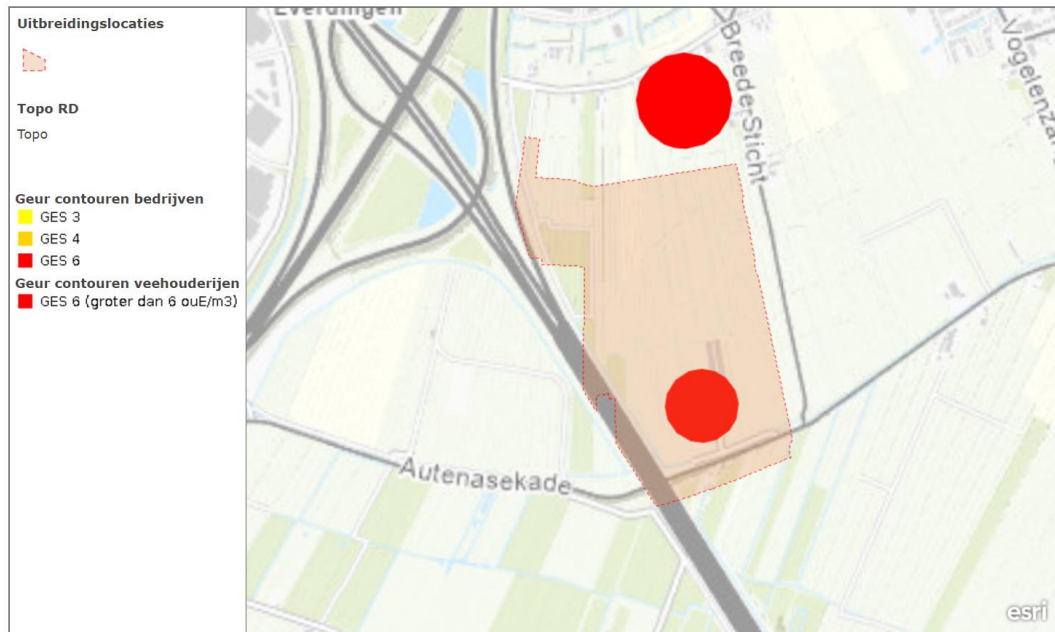 Uitbreidingslocaties
Topo RD
Topo
Geur contouren bedrijven
GES 3
GES 4
GES 6
Geur contouren veehouderijen
GES 6 (groter dan 6 ouE/m3)
Everdingen
Breede Sticht
Autenasekade
esri